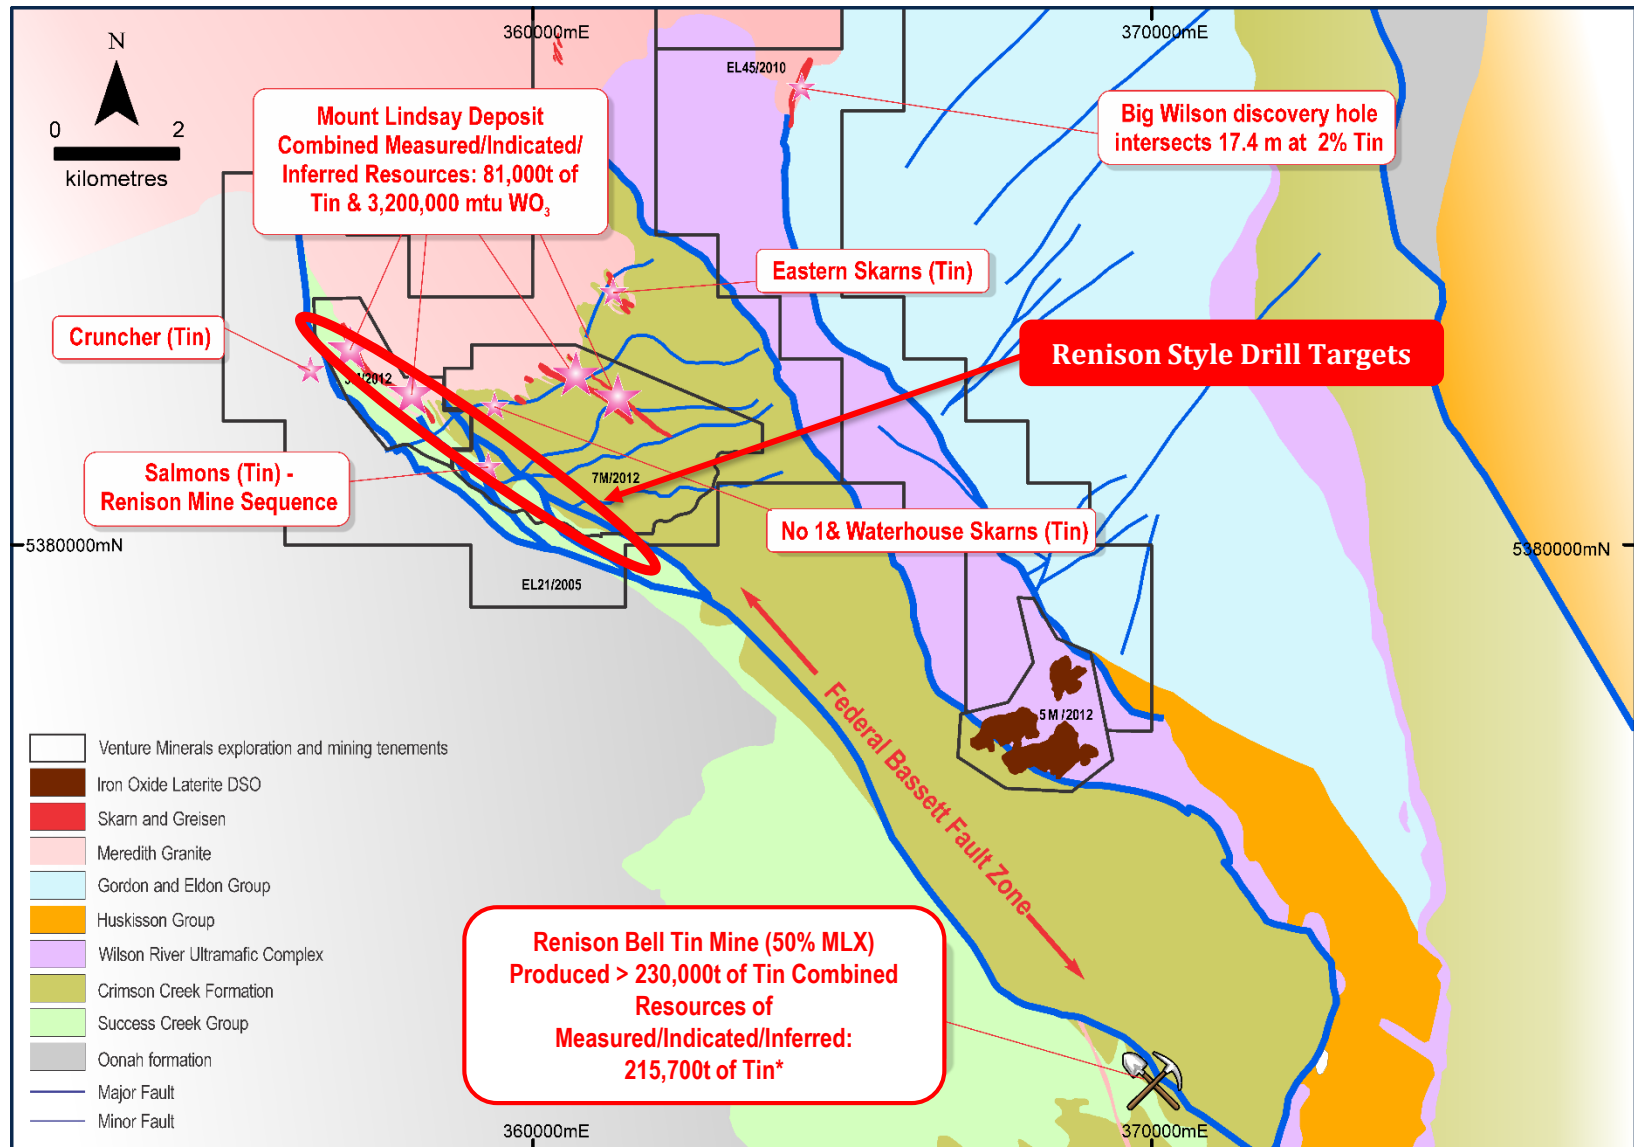 360000mE
370000mE
N
0 2
kilometres
EL45/2010
Mount Lindsay Deposit
Combined Measured/Indicated/
Inferred Resources: 81,000t of
Tin & 3,200,000 mtu WO₃
Big Wilson discovery hole
intersects 17.4 m at 2% Tin
Eastern Skarns (Tin)
Cruncher (Tin)
Renison Style Drill Targets
3M/2012
Salmons (Tin) -
Renison Mine Sequence
7M/2012
No 1& Waterhouse Skarns (Tin)
5380000mN
5380000mN
EL21/2005
Federal Bassett Fault Zone
5 M /2012
Venture Minerals exploration and mining tenements
Iron Oxide Laterite DSO
Skarn and Greisen
Meredith Granite
Gordon and Eldon Group
Huskisson Group
Wilson River Ultramafic Complex
Crimson Creek Formation
Success Creek Group
Oonah formation
Major Fault
Minor Fault
Renison Bell Tin Mine (50% MLX)
Produced > 230,000t of Tin Combined
Resources of
Measured/Indicated/Inferred:
215,700t of Tin*
360000mE
370000mE